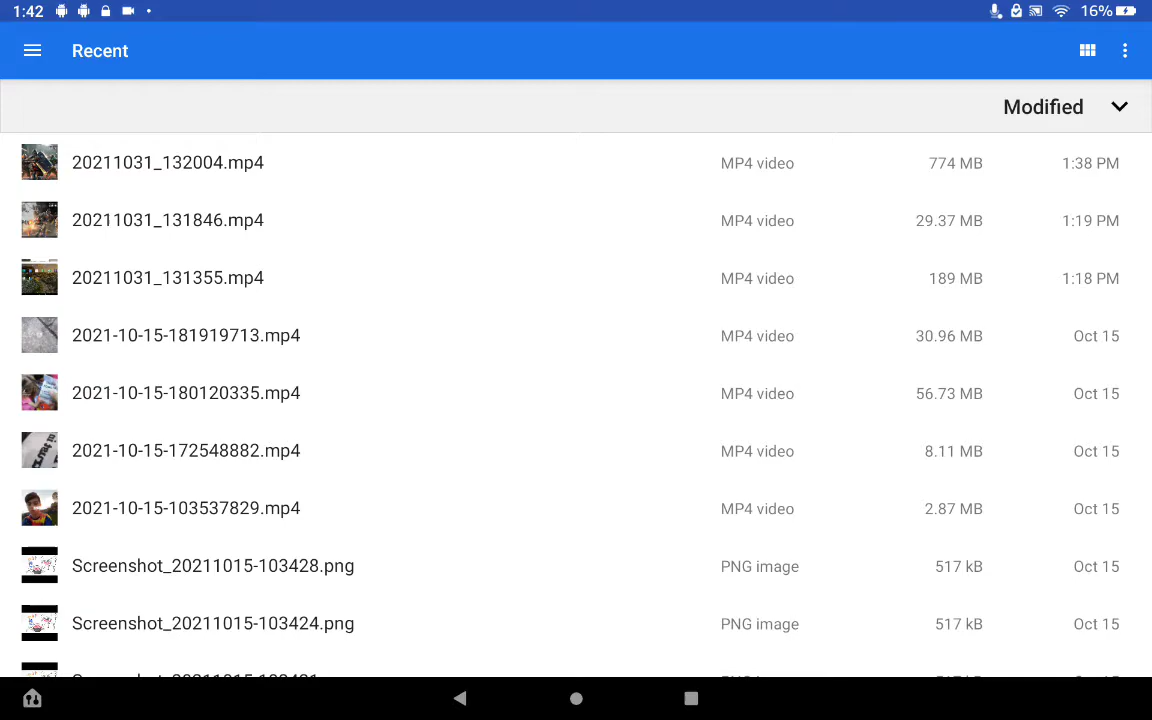 1:42 16%
Recent
Modified
20211031_132004.mp4 MP4 video 774 MB 1:38 PM
20211031_131846.mp4 MP4 video 29.37 MB 1:19 PM
20211031_131355.mp4 MP4 video 189 MB 1:18 PM
2021-10-15-181919713.mp4 MP4 video 30.96 MB Oct 15
2021-10-15-180120335.mp4 MP4 video 56.73 MB Oct 15
2021-10-15-172548882.mp4 MP4 video 8.11 MB Oct 15
2021-10-15-103537829.mp4 MP4 video 2.87 MB Oct 15
Screenshot_20211015-103428.png PNG image 517 kB Oct 15
Screenshot_20211015-103424.png PNG image 517 kB Oct 15